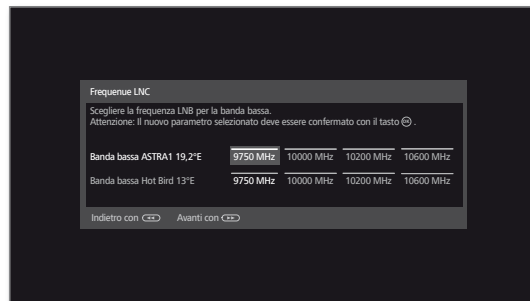 Frequenue LNC
Scegliere la frequenza LNB per la banda bassa.
Attenzione: Il nuovo parametro selezionato deve essere confermato con il tasto OK .
Banda bassa ASTRA1 19,2°E 9750 MHz 10000 MHz 10200 MHz 10600 MHz
Banda bassa Hot Bird 13°E 9750 MHz 10000 MHz 10200 MHz 10600 MHz
Indietro con ◄◄ Avanti con ►►